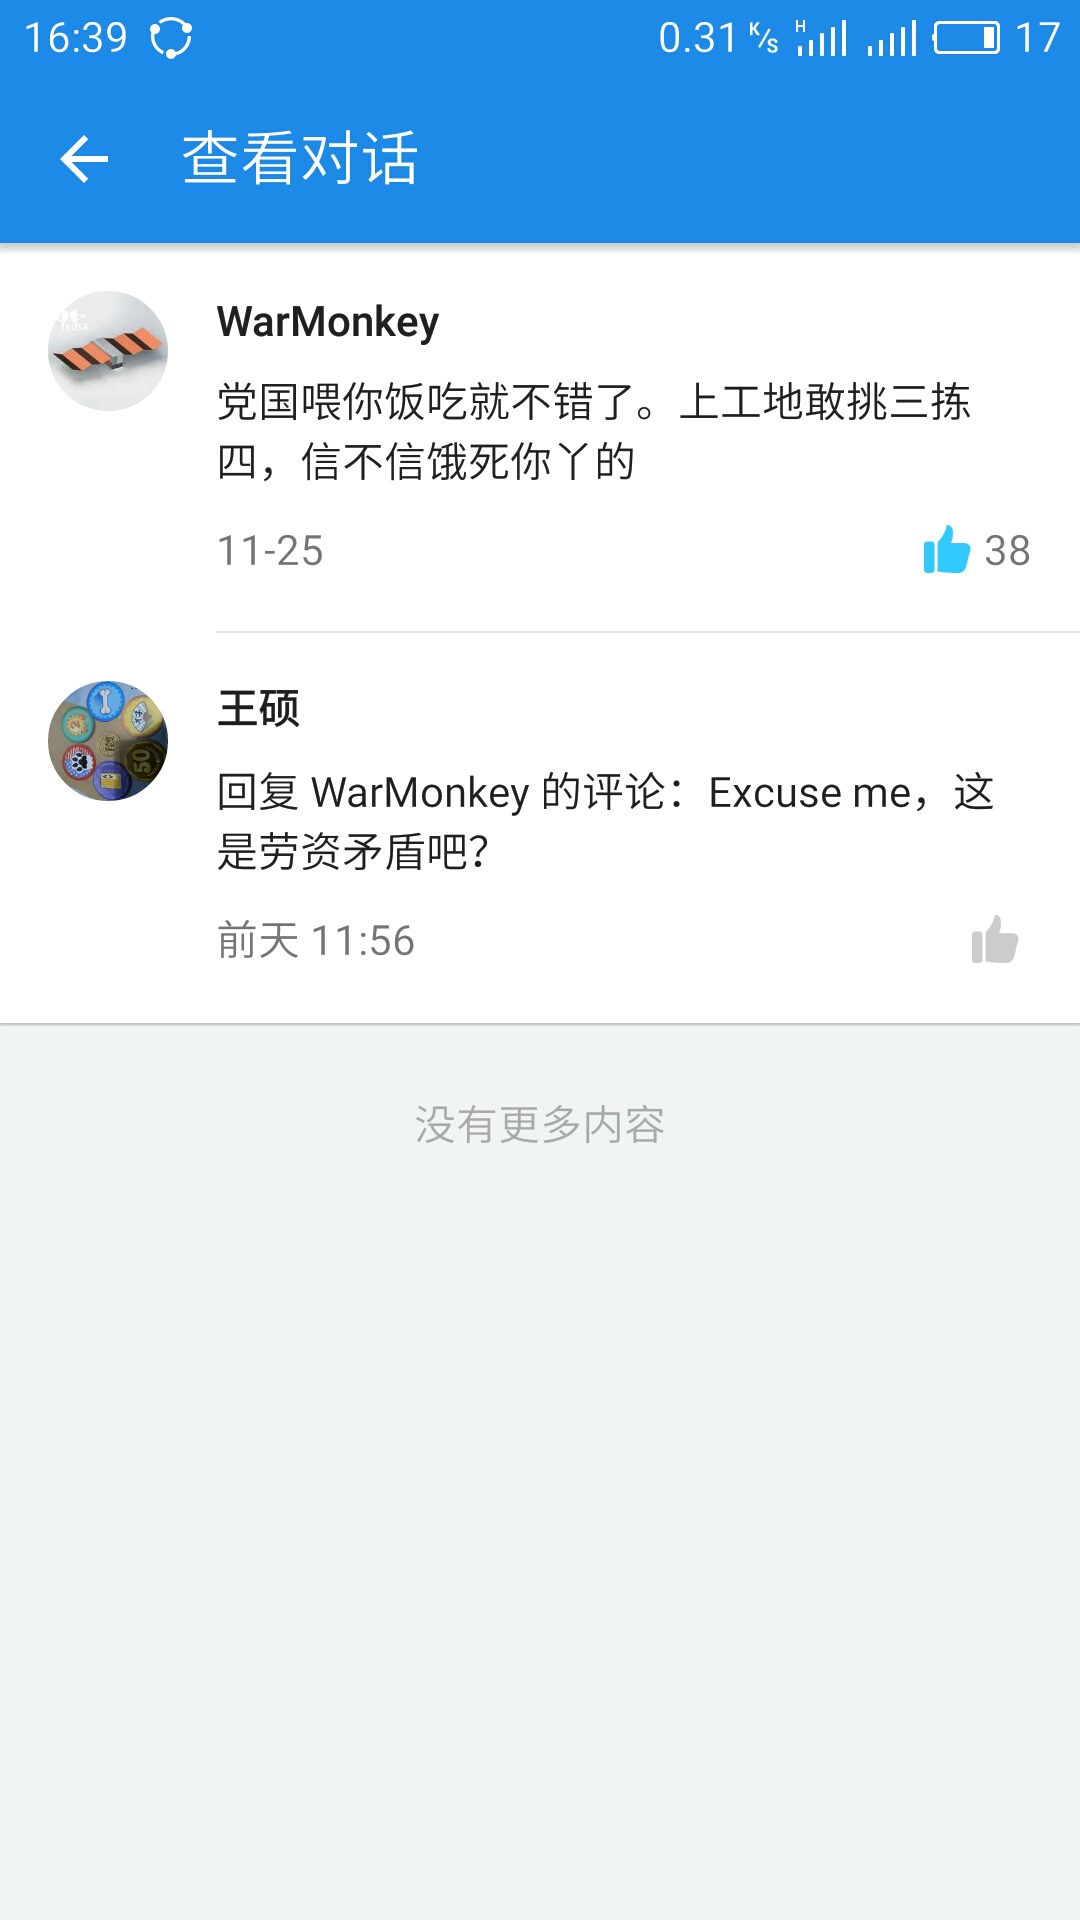 16:39
0.31 K/s H 17
查看对话
WarMonkey
党国喂你饭吃就不错了。上工地敢挑三拣
四，信不信饿死你丫的
11-25
38
王硕
回复 WarMonkey 的评论：Excuse me，这
是劳资矛盾吧？
前天 11:56
没有更多内容